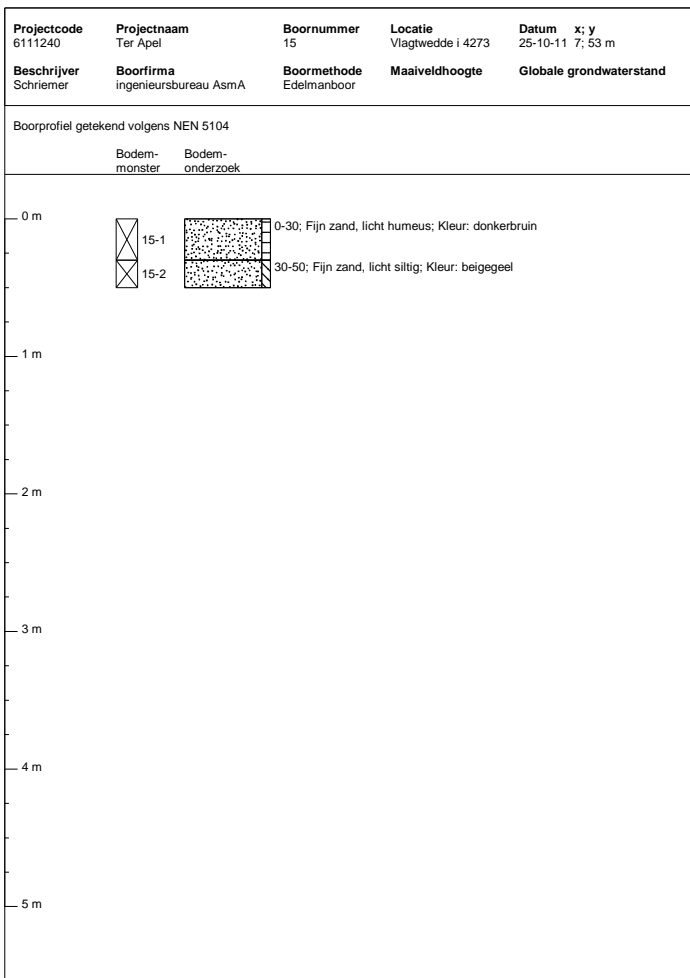 Projectcode Projectnaam Boornummer Locatie Datum x; y
6111240 Ter Apel 15 Vlagtwedde i 4273 25-10-11 7; 53 m
Beschrijver Boorfirma Boormethode Maaiveldhoogte Globale grondwaterstand
Schriemer ingenieursbureau AsmA Edelmanboor
Boorprofiel getekend volgens NEN 5104
Bodem- Bodem-
monster onderzoek
0 m
0-30; Fijn zand, licht humeus; Kleur: donkerbruin
15-1
30-50; Fijn zand, licht siltig; Kleur: beigegeel
15-2
1 m
2 m
3 m
4 m
5 m